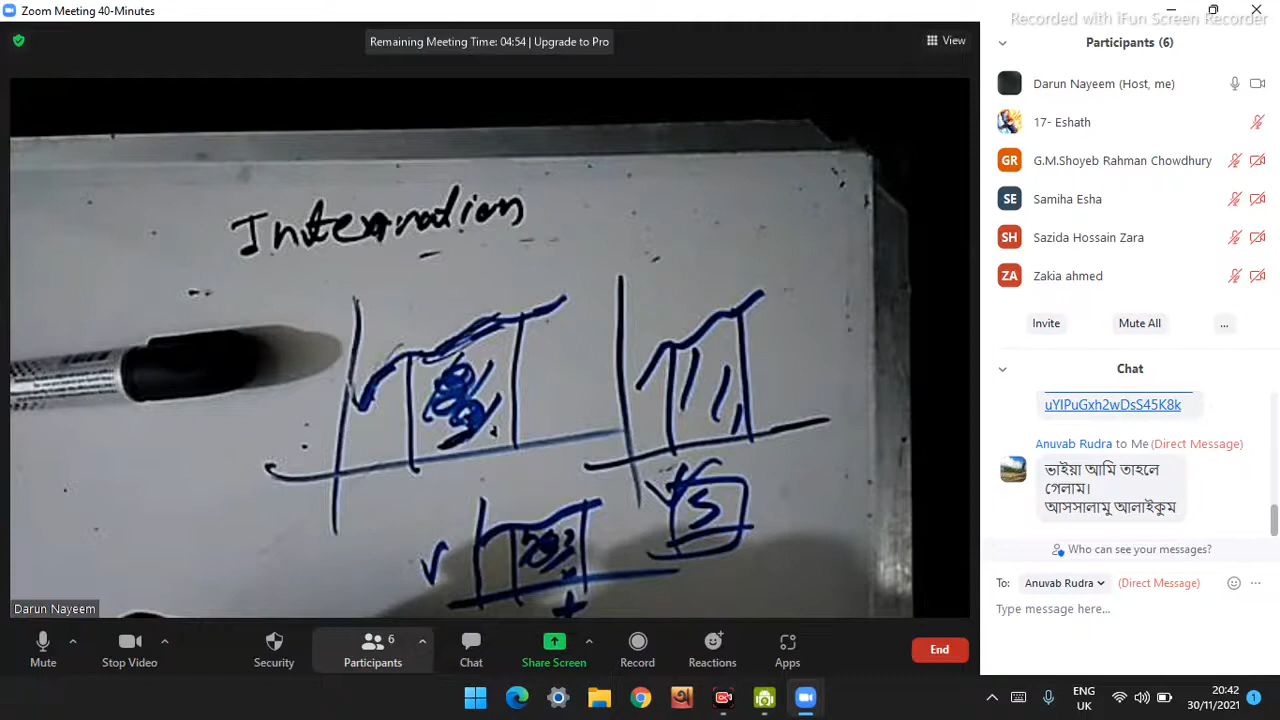 Zoom Meeting 40-Minutes
Recorded with iFun Screen Recorder
Remaining Meeting Time: 04:54 | Upgrade to Pro
View
Participants (6)
Darun Nayeem (Host, me)
17- Eshath
GR G.M.Shoyeb Rahman Chowdhury
SE Samiha Esha
SH Sazida Hossain Zara
ZA Zakia ahmed
Invite
Mute All
...
Chat
uYIPuGxh2wDsS45K8k
Anuvab Rudra to Me (Direct Message)
ভাইয়া আমি তাহলে
গেলাম।
আসসালামু আলাইকুম
Who can see your messages?
To: Anuvab Rudra (Direct Message)
Type message here...
Darun Nayeem
Mute
Stop Video
Security
6
Participants
Chat
Share Screen
Record
Reactions
Apps
End
অ
ENG
UK
20:42
30/11/2021
1